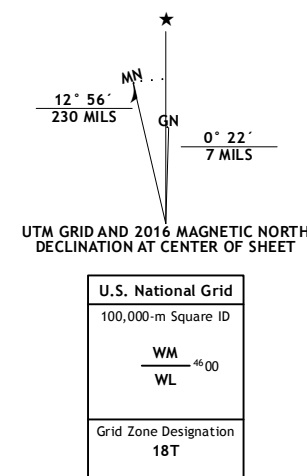 ★
MN
12° 56´
230 MILS
GN
0° 22´
7 MILS
UTM GRID AND 2016 MAGNETIC NORTH
DECLINATION AT CENTER OF SHEET
U.S. National Grid
100,000-m Square ID
WM
4600
WL
Grid Zone Designation
18T